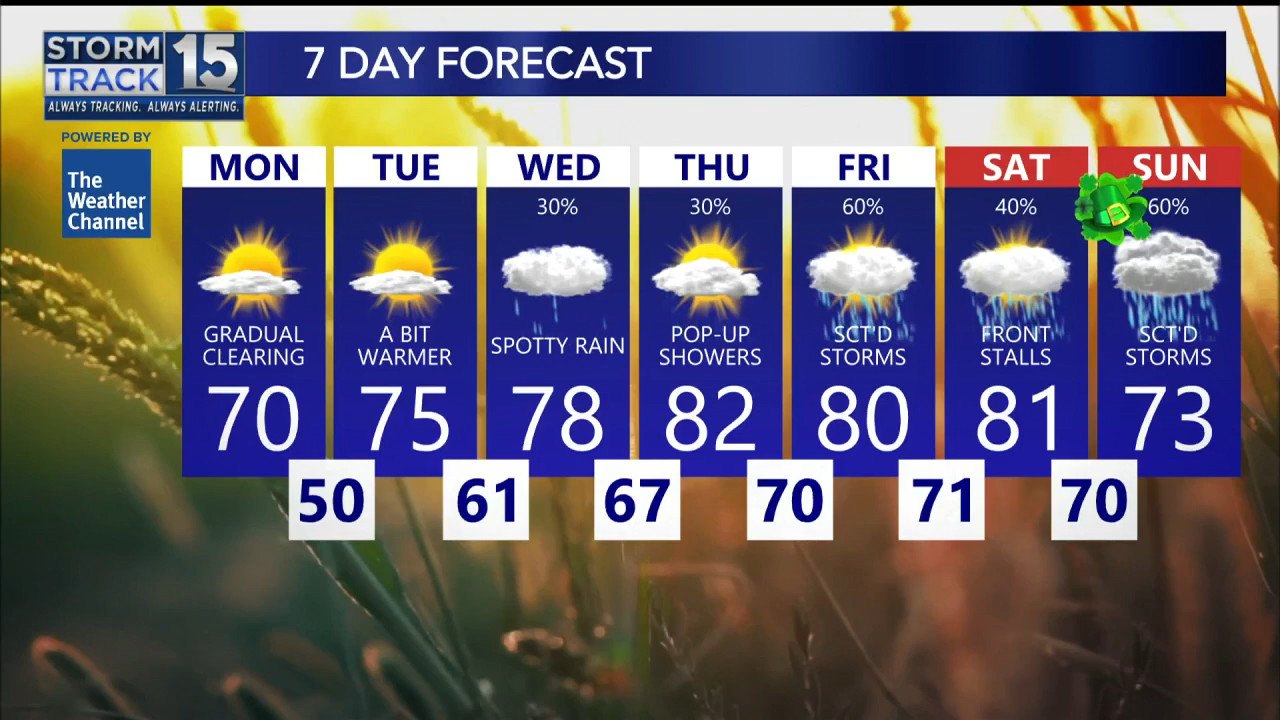 STORM
TRACK
15
ALWAYS TRACKING. ALWAYS ALERTING.
7 DAY FORECAST
POWERED BY
The
Weather
Channel
MON TUE WED THU FRI SAT SUN
30% 30% 60% 40% 60%
GRADUAL
CLEARING
A BIT
WARMER
SPOTTY RAIN
POP-UP
SHOWERS
SCT'D
STORMS
FRONT
STALLS
SCT'D
STORMS
70 75 78 82 80 81 73
50 61 67 70 71 70